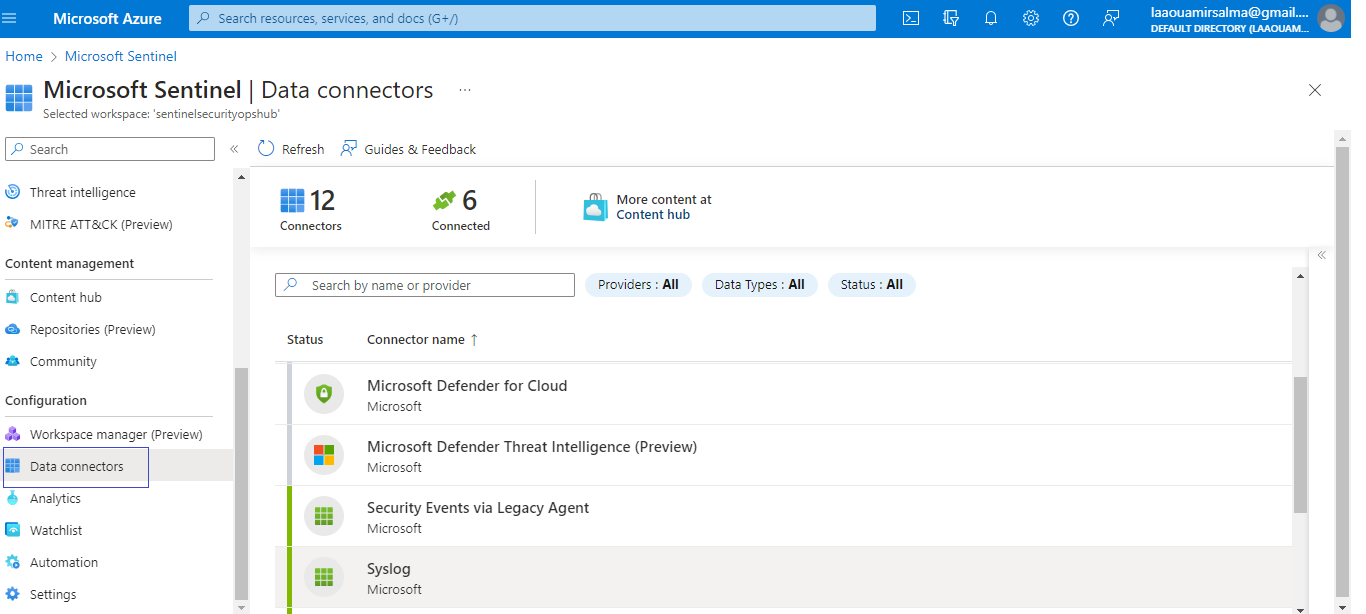 Microsoft Azure
Search resources, services, and docs (G+/)
laaouamirsalma@gmail....
DEFAULT DIRECTORY (LAAOUAM...
Home > Microsoft Sentinel
Microsoft Sentinel | Data connectors ...
Selected workspace: 'sentinelsecurityopshub'
Search
«
Refresh
Guides & Feedback
Threat intelligence
MITRE ATT&CK (Preview)
Content management
Content hub
Repositories (Preview)
Community
Configuration
Workspace manager (Preview)
Data connectors
Analytics
Watchlist
Automation
Settings
12
Connectors
6
Connected
More content at
Content hub
«
Search by name or provider
Providers : All
Data Types : All
Status : All
Status
Connector name ↑
Microsoft Defender for Cloud
Microsoft
Microsoft Defender Threat Intelligence (Preview)
Microsoft
Security Events via Legacy Agent
Microsoft
Syslog
Microsoft